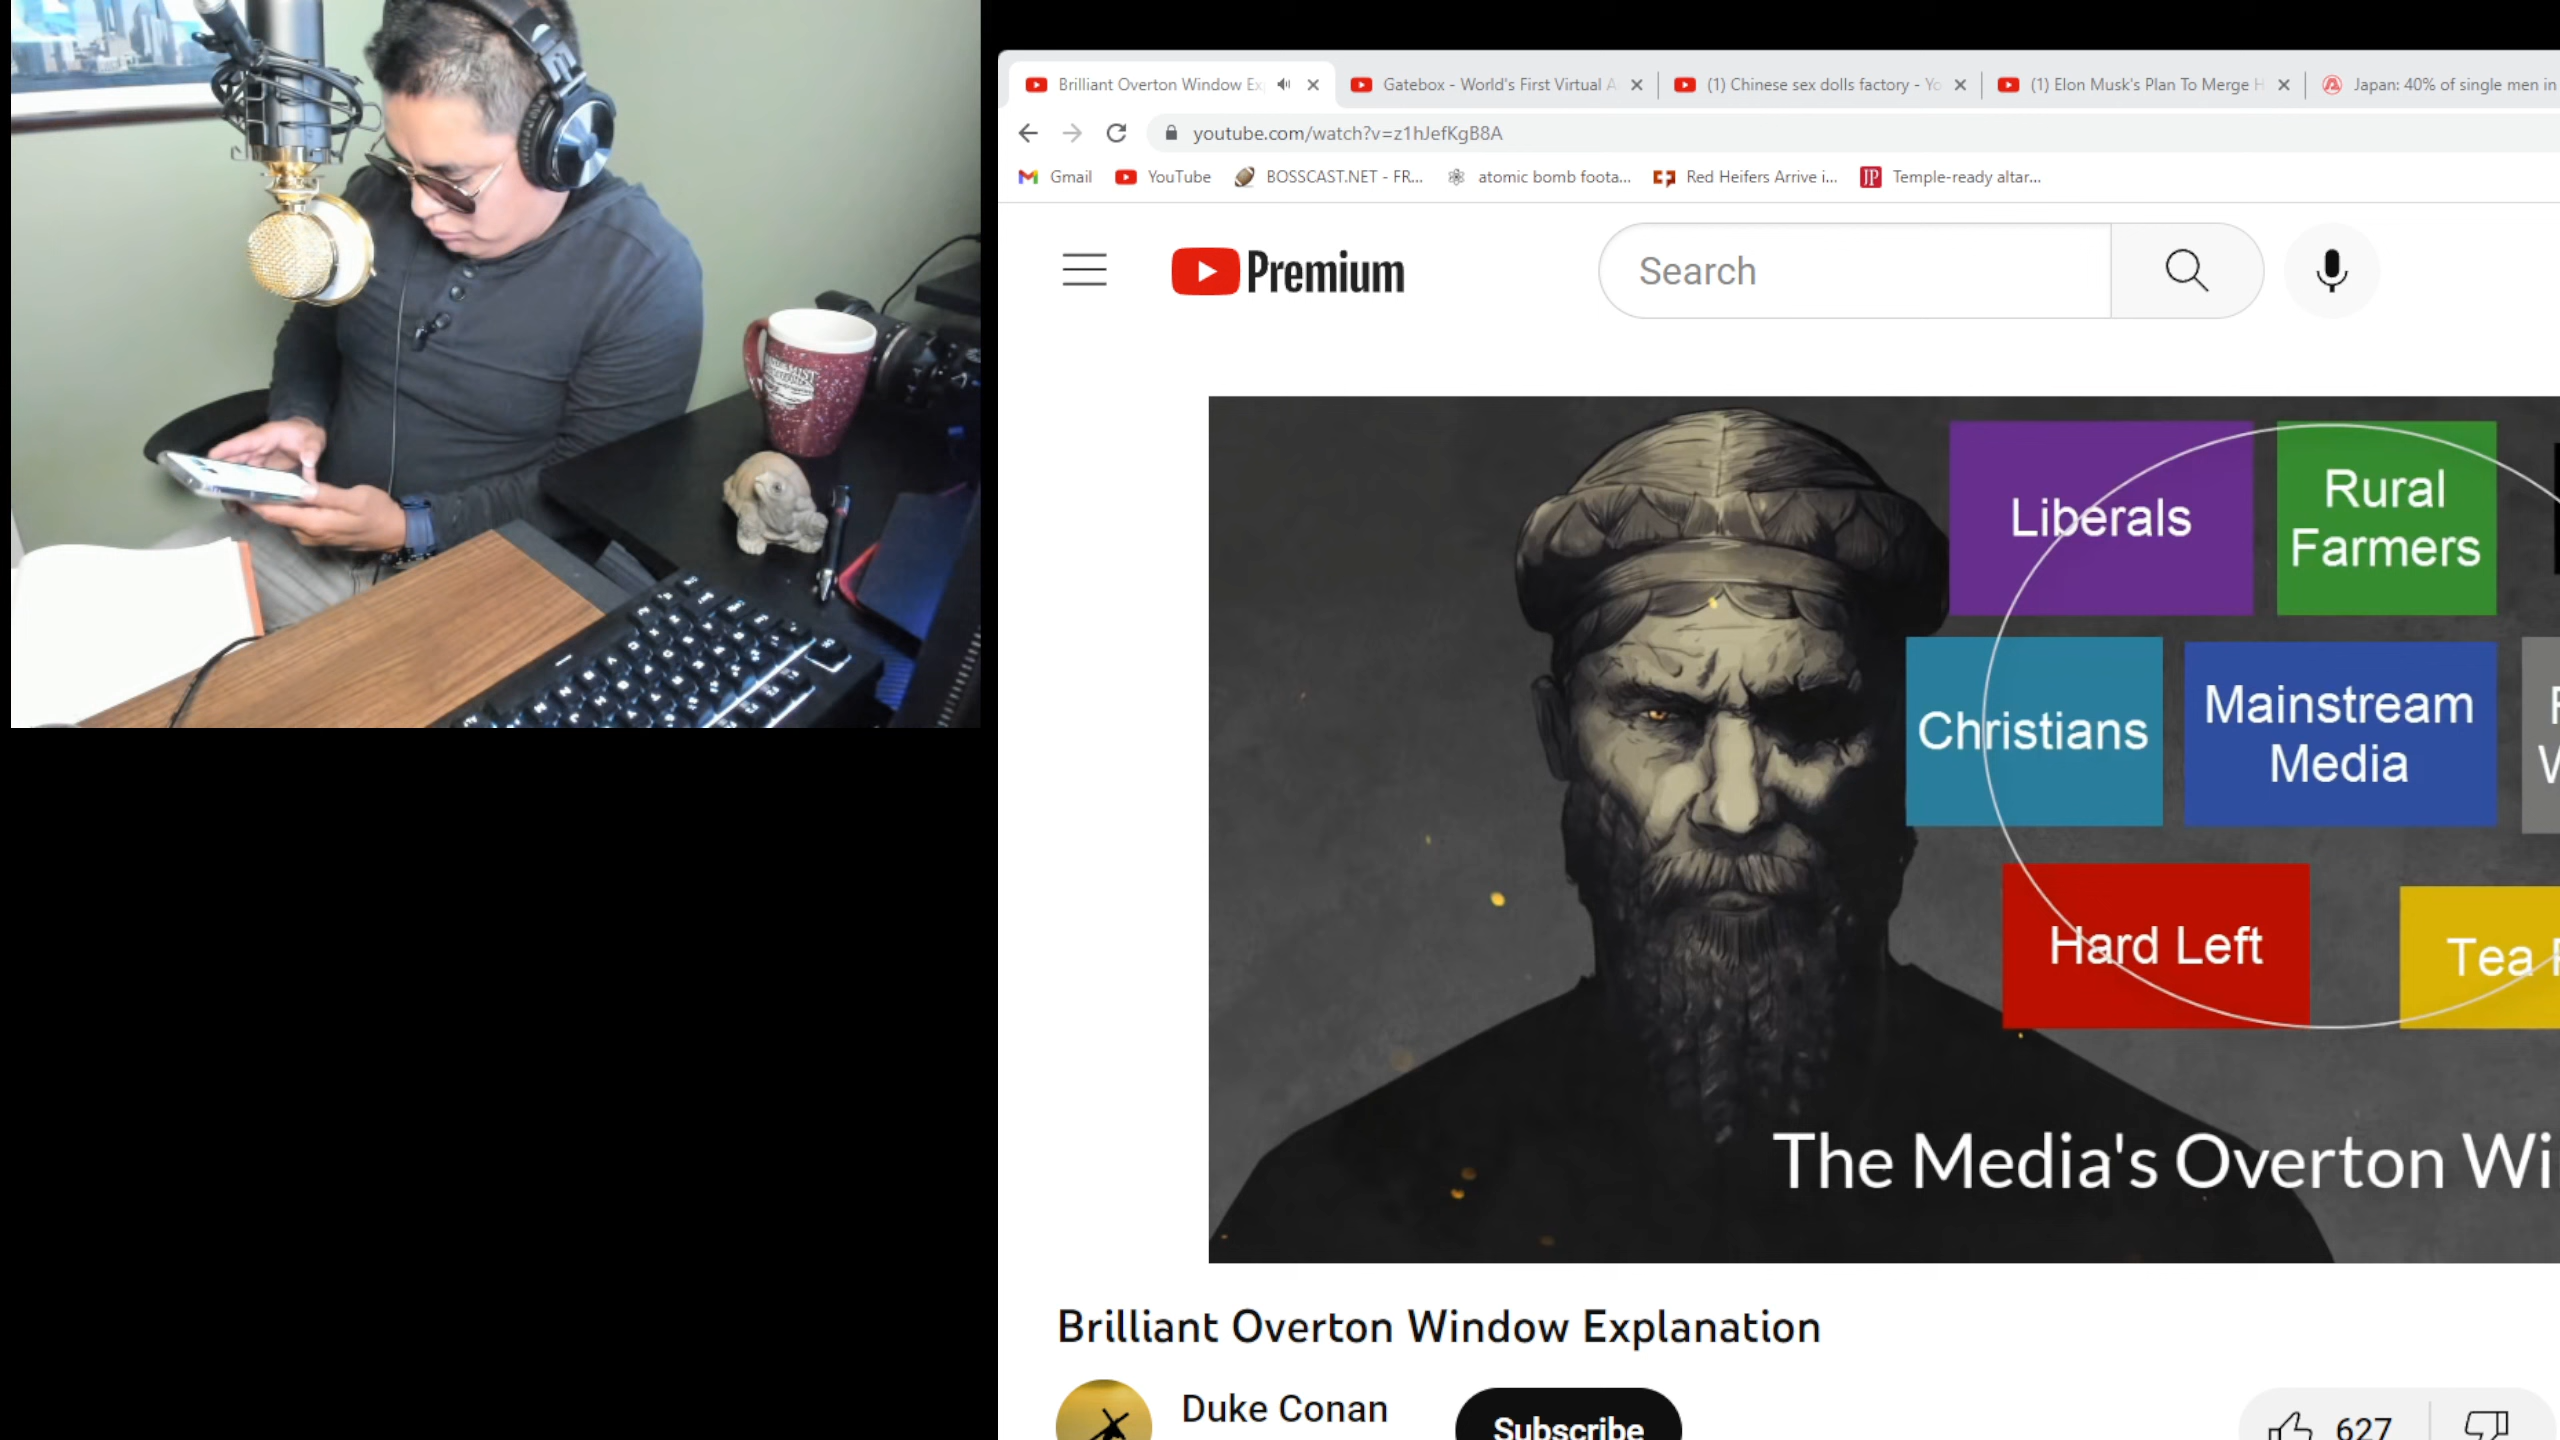 Brilliant Overton Window Ex
Gatebox - World's First Virtual A
(1) Chinese sex dolls factory - Yo
(1) Elon Musk's Plan To Merge H
Japan: 40% of single men in
youtube.com/watch?v=z1hJefKgB8A
Gmail
YouTube
BOSSCAST.NET - FR...
atomic bomb foota...
Red Heifers Arrive i...
JP
Temple-ready altar...
Premium
Search
Liberals
Rural
Farmers
Christians
Mainstream
Media
Hard Left
Tea
The Media's Overton Wi
Brilliant Overton Window Explanation
Duke Conan
Subscribe
627